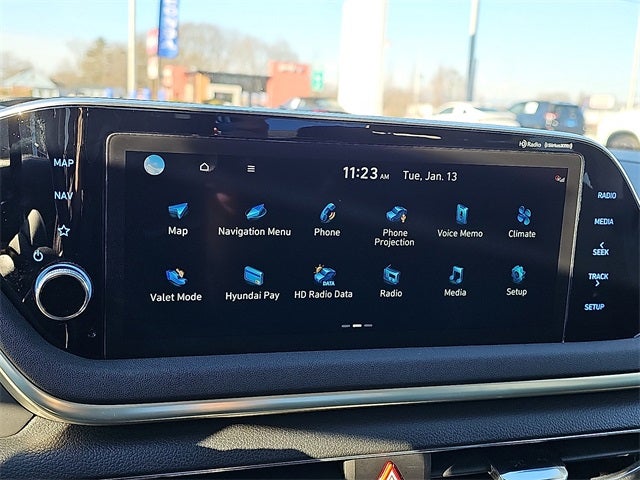 HD Radio (SiriusXM)
MAP
NAV
11:23 AM Tue, Jan. 13
Map
Navigation Menu
Phone
Phone
Projection
Voice Memo
Climate
Valet Mode
Hyundai Pay
DATA
HD Radio Data
Radio
Media
Setup
RADIO
MEDIA
SEEK
TRACK
SETUP